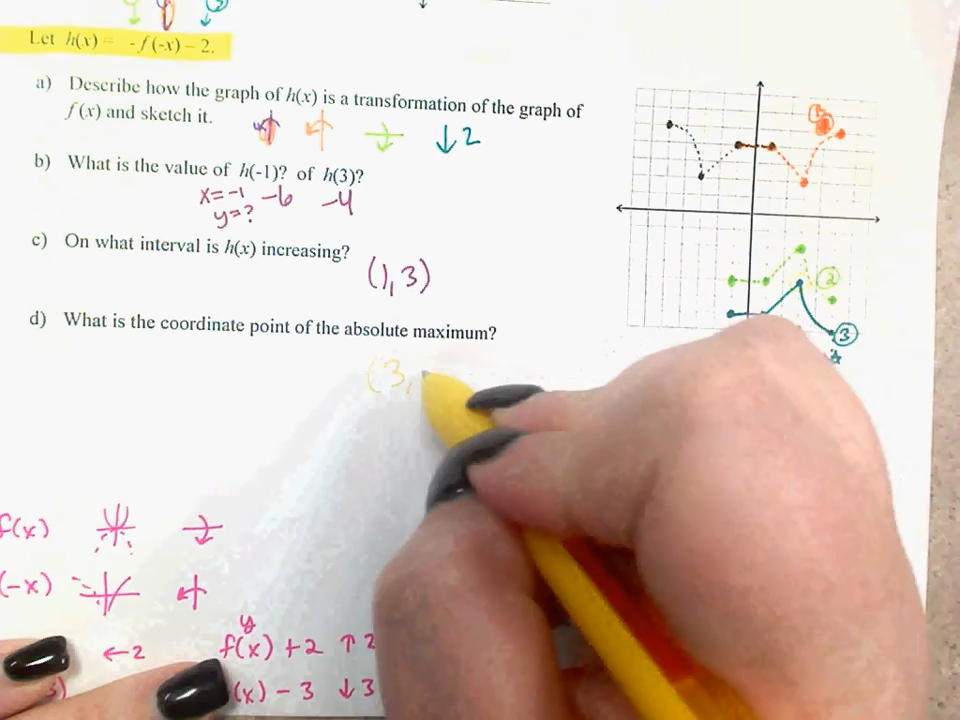 Let h(x) = -f(-x) - 2.
a) Describe how the graph of h(x) is a transformation of the graph of
f(x) and sketch it.
↓2
b) What is the value of h(-1)? of h(3)?
x=-1 -6 -4
y=?
c) On what interval is h(x) increasing?
(1,3)
d) What is the coordinate point of the absolute maximum?
(3,
②
③
f(x)
(-x)
y
←2 f(x) +2 ↑2
(x) -3 ↓3